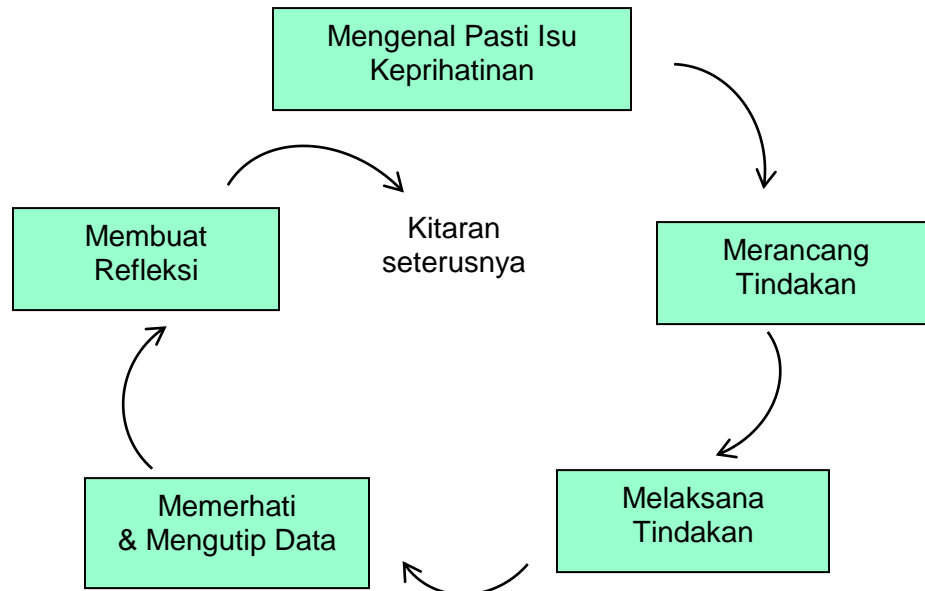 Mengenal Pasti Isu
Keprihatinan
Merancang
Tindakan
Melaksana
Tindakan
Memerhati
& Mengutip Data
Membuat
Refleksi
Kitaran
seterusnya